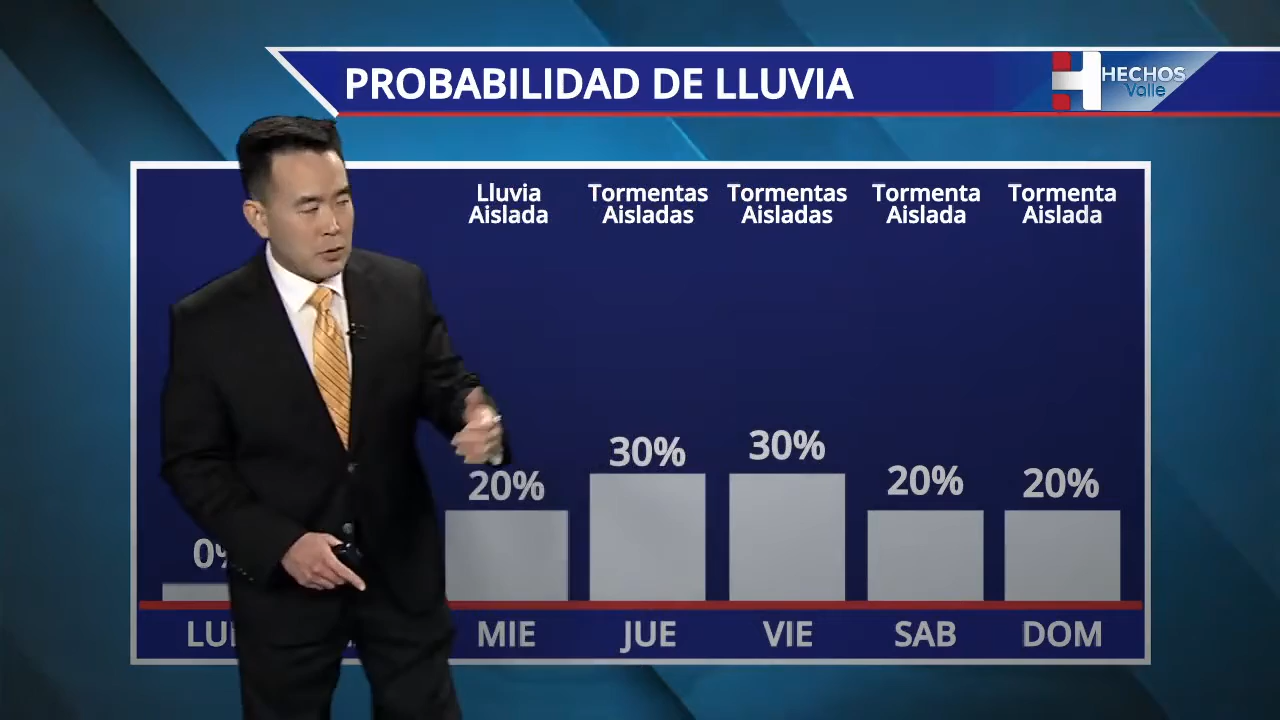 PROBABILIDAD DE LLUVIA
HECHOS
Valle
Lluvia
Aislada
Tormentas
Aisladas
Tormentas
Aisladas
Tormenta
Aislada
Tormenta
Aislada
20%
30%
30%
20%
20%
MIE
JUE
VIE
SAB
DOM